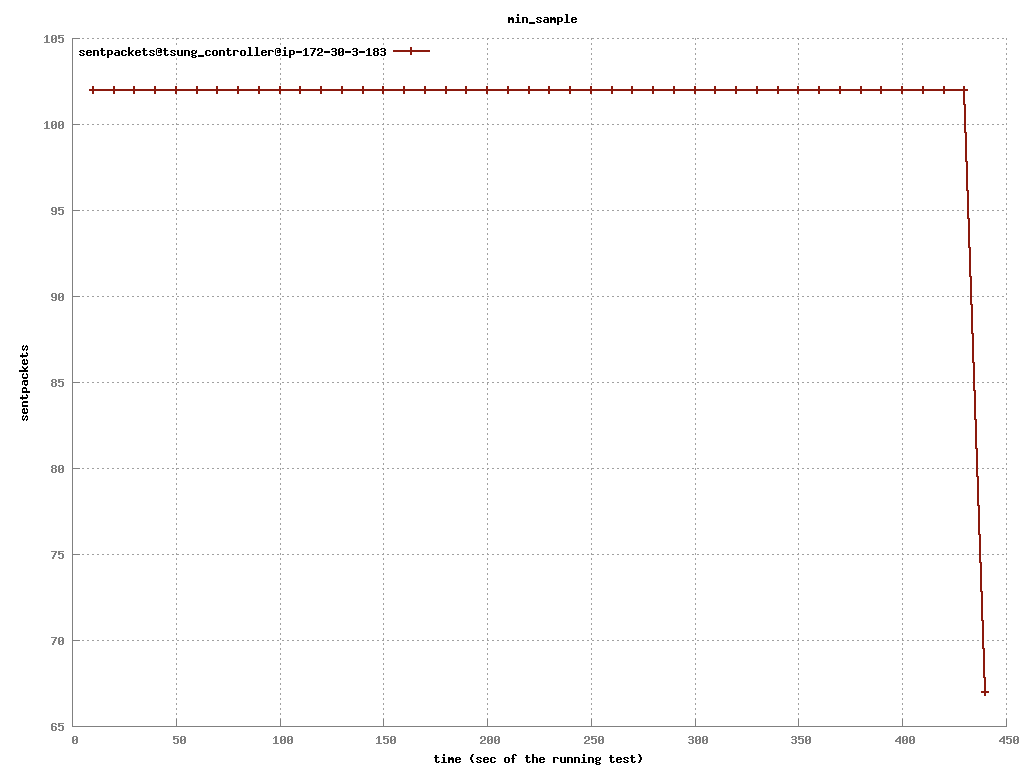 min_sample
sentpackets@tsung_controller@ip-172-30-3-183
105
100
95
90
85
80
75
70
65
sentpackets
0 50 100 150 200 250 300 350 400 450
time (sec of the running test)